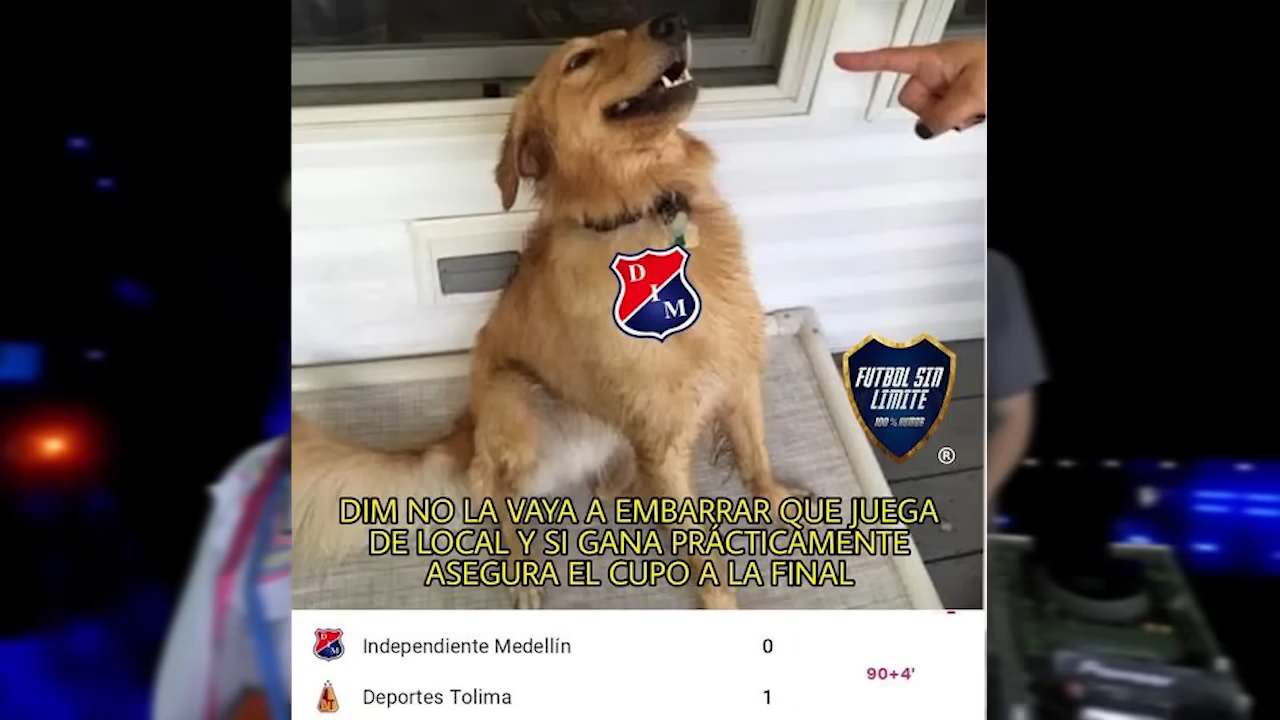 D
I
M
FUTBOL SIN
LIMITE
100 % HUMOR
®
DIM NO LA VAYA A EMBARRAR QUE JUEGA
DE LOCAL Y SI GANA PRÁCTICAMENTE
ASEGURA EL CUPO A LA FINAL
Independiente Medellín 0
90+4'
Deportes Tolima 1